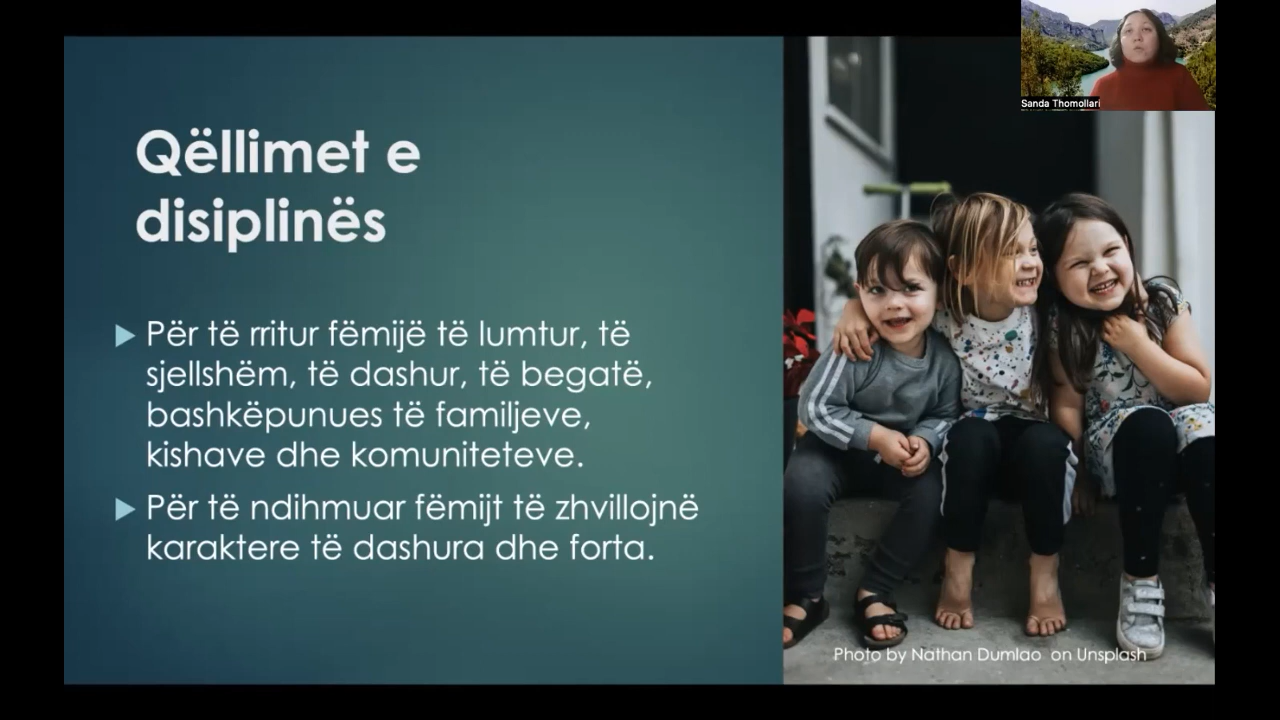 Sanda Thomollari
Qëllimet e
disiplinës
Për të rritur fëmijë të lumtur, të
sjellshëm, të dashur, të begatë,
bashkëpunues të familjeve,
kishave dhe komuniteteve.
Për të ndihmuar fëmijt të zhvillojnë
karaktere të dashura dhe forta.
Photo by Nathan Dumlao on Unsplash